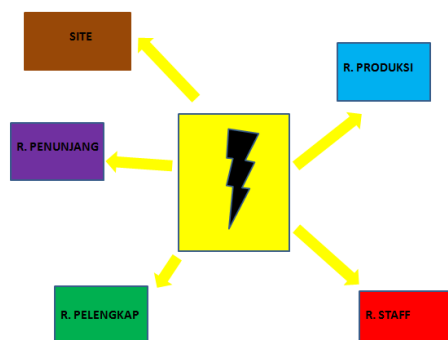 SITE
R. PRODUKSI
R. PENUNJANG
R. PELENGKAP
R. STAFF